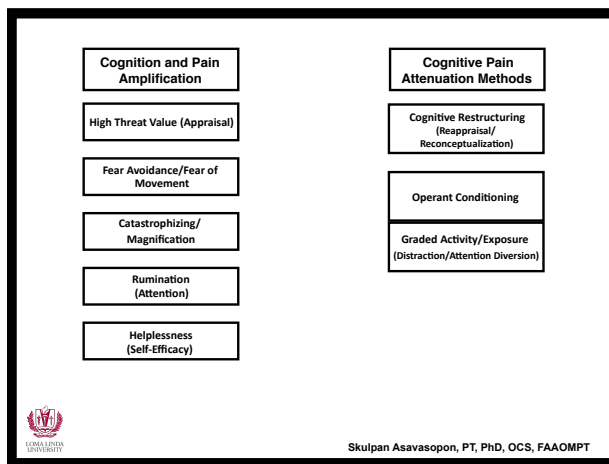 Cognition and Pain
Amplification
High Threat Value (Appraisal)
Fear Avoidance/Fear of
Movement
Catastrophizing/
Magnification
Rumination
(Attention)
Helplessness
(Self-Efficacy)
Cognitive Pain
Attenuation Methods
Cognitive Restructuring
(Reappraisal/
Reconceptualization)
Operant Conditioning
Graded Activity/Exposure
(Distraction/Attention Diversion)
LOMA LINDA
UNIVERSITY
Skulpan Asavasopon, PT, PhD, OCS, FAAOMPT